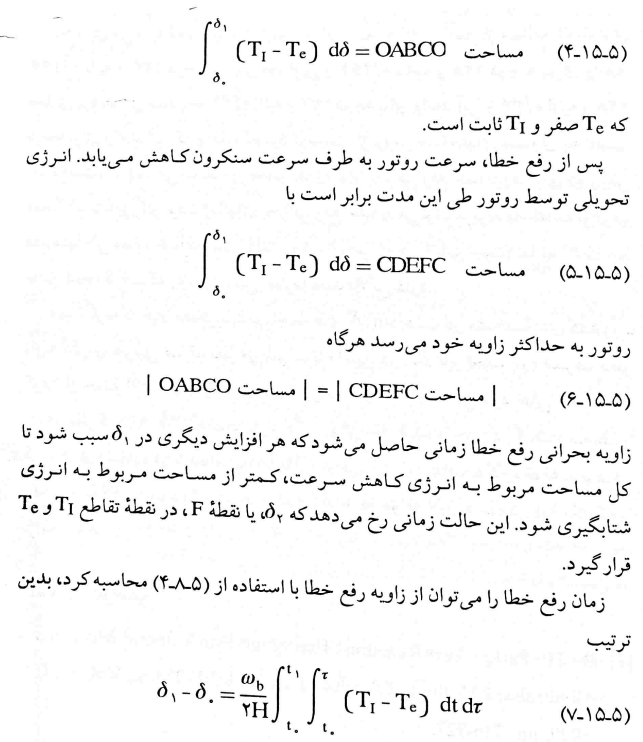 ∫_{δ₀}^{δ₁} (T_I - T_e) dδ = OABCO مساحت (۴-۱۵-۵)
که T_e صفر و T_I ثابت است.
پس از رفع خطا، سرعت روتور به طرف سرعت سنکرون کاهش می‌یابد. انرژی
تحویلی توسط روتور طی این مدت برابر است با
∫_{δ₀}^{δ₁} (T_I - T_e) dδ = CDEFC مساحت (۵-۱۵-۵)
روتور به حداکثر زاویه خود می‌رسد هرگاه
| مساحت OABCO | = | مساحت CDEFC | (۶-۱۵-۵)
زاویه بحرانی رفع خطا زمانی حاصل می‌شود که هر افزایش دیگری در δ₁ سبب شود تا
کل مساحت مربوط به انرژی کاهش سرعت، کمتر از مساحت مربوط به انرژی
شتابگیری شود. این حالت زمانی رخ می‌دهد که δ₂، یا نقطهٔ F ، در نقطهٔ تقاطع T_I و T_e
قرار گیرد.
زمان رفع خطا را می‌توان از زاویه رفع خطا با استفاده از (۴-۸-۵) محاسبه کرد، بدین
ترتیب
δ₁ - δ₀ = ω_b/۲H ∫_{t₀}^{t₁} ∫_{t₀}^{τ} (T_I - T_e) dt dτ (۷-۱۵-۵)